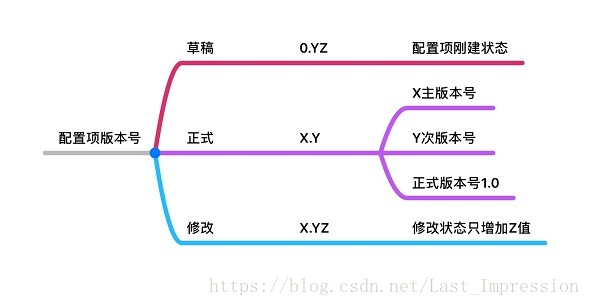 草稿 0.YZ 配置项刚建状态
X主版本号
配置项版本号 正式 X.Y Y次版本号
正式版本号1.0
修改 X.YZ 修改状态只增加Z值
https://blog.csdn.net/Last_Impression